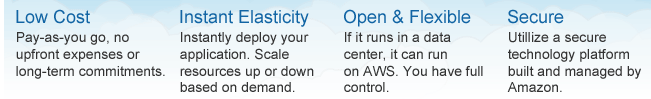 Low Cost
Pay-as-you go, no
upfront expenses or
long-term commitments.
Instant Elasticity
Instantly deploy your
application. Scale
resources up or down
based on demand.
Open & Flexible
If it runs in a data
center, it can run
on AWS. You have full
control.
Secure
Utillize a secure
technology platform
built and managed by
Amazon.